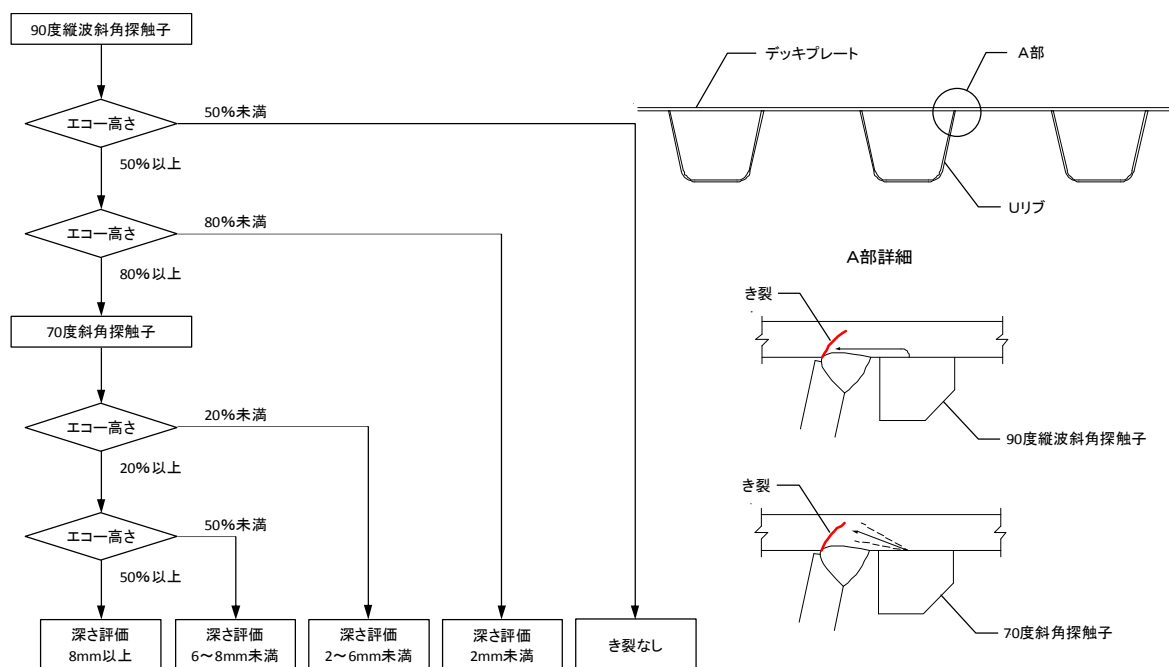 90度縦波斜角探触子
エコー高さ
50%未満
50%以上
エコー高さ
80%未満
80%以上
70度斜角探触子
エコー高さ
20%未満
20%以上
エコー高さ
50%未満
50%以上
深さ評価
8mm以上
深さ評価
6～8mm未満
深さ評価
2～6mm未満
深さ評価
2mm未満
き裂なし
デッキプレート
A部
Uリブ
A部詳細
き裂
90度縦波斜角探触子
き裂
70度斜角探触子